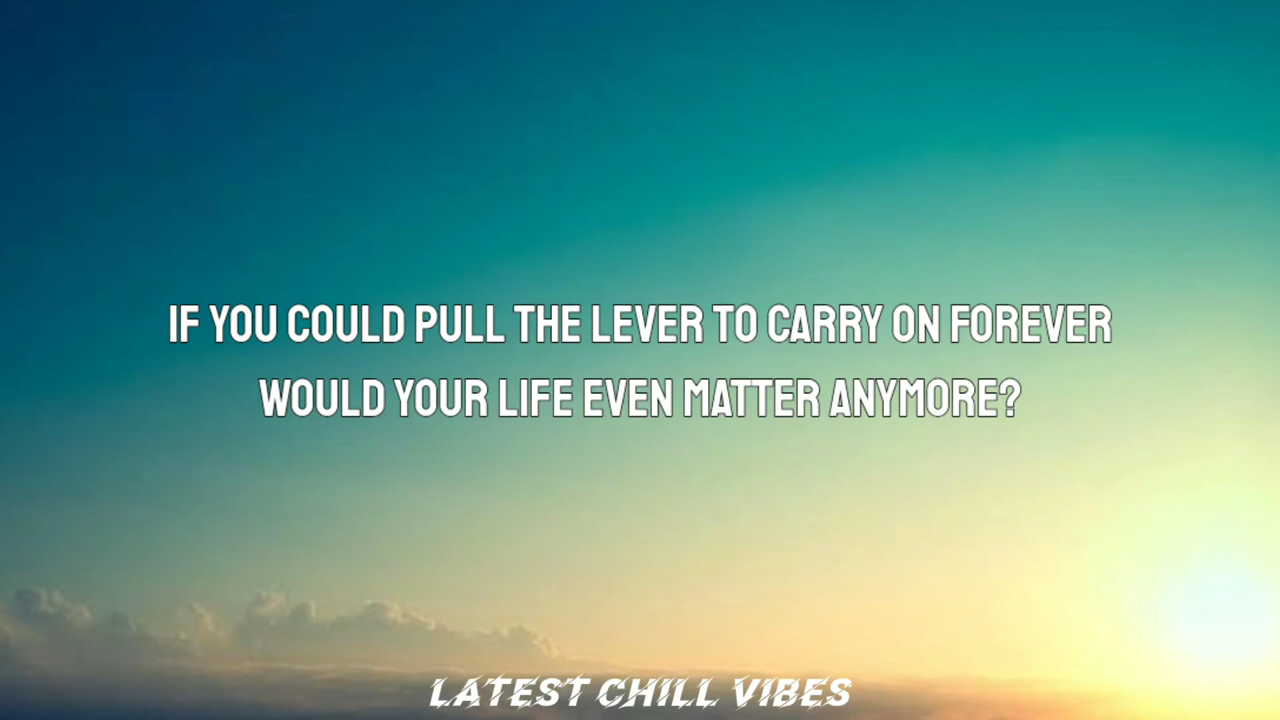 IF YOU COULD PULL THE LEVER TO CARRY ON FOREVER
WOULD YOUR LIFE EVEN MATTER ANYMORE?
LATEST CHILL VIBES